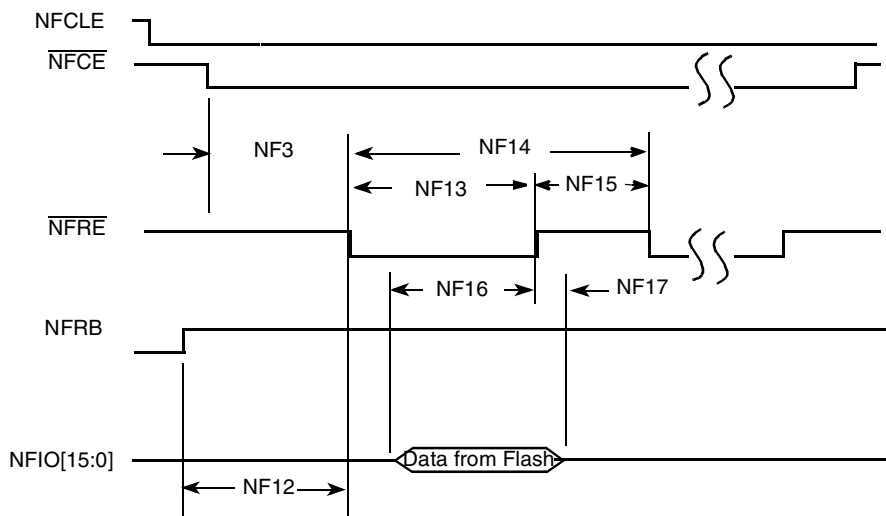 NFCLE
NFCE
NF3
NF14
NF13
NF15
NFRE
NF16
NF17
NFRB
NFIO[15:0]
Data from Flash
NF12